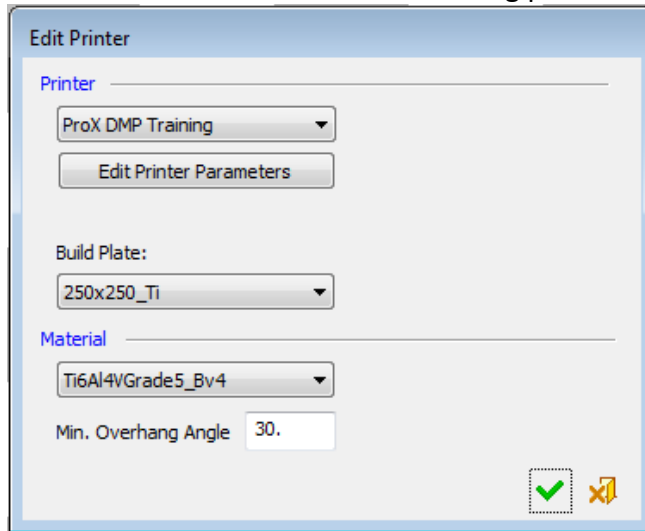 Edit Printer
Printer
ProX DMP Training
Edit Printer Parameters
Build Plate:
250x250_Ti
Material
Ti6Al4VGrade5_Bv4
Min. Overhang Angle 30.